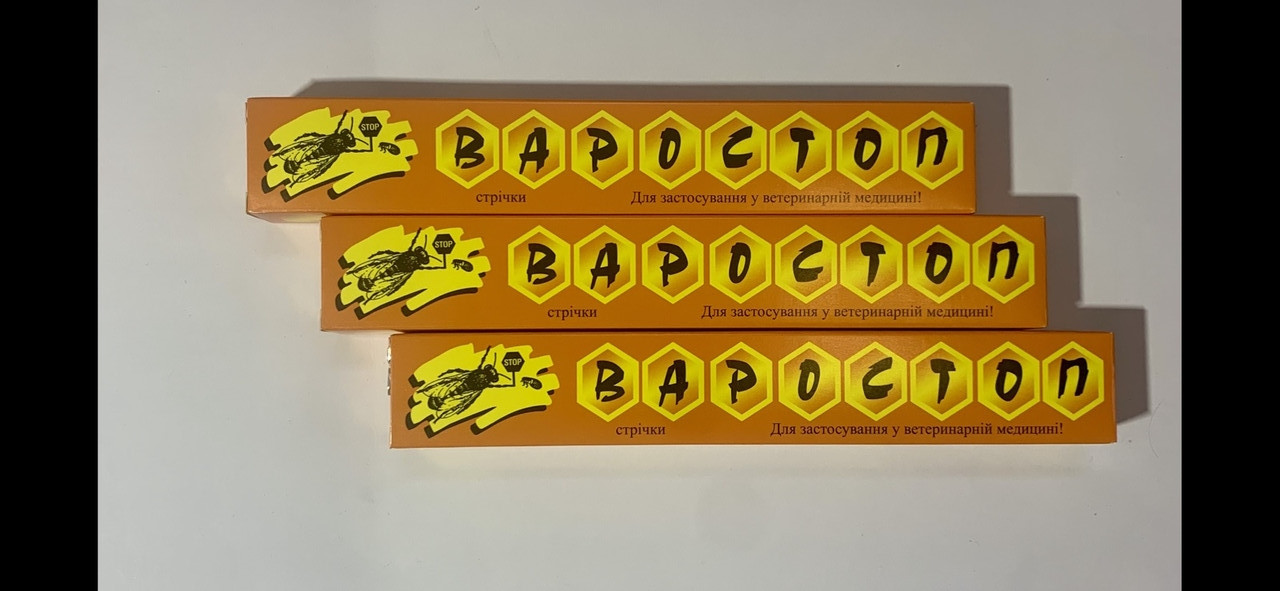 STOP
ВАРОСТОП
стрічки Для застосування у ветеринарній медицині!
STOP
ВАРОСТОП
стрічки Для застосування у ветеринарній медицині!
STOP
ВАРОСТОП
стрічки Для застосування у ветеринарній медицині!